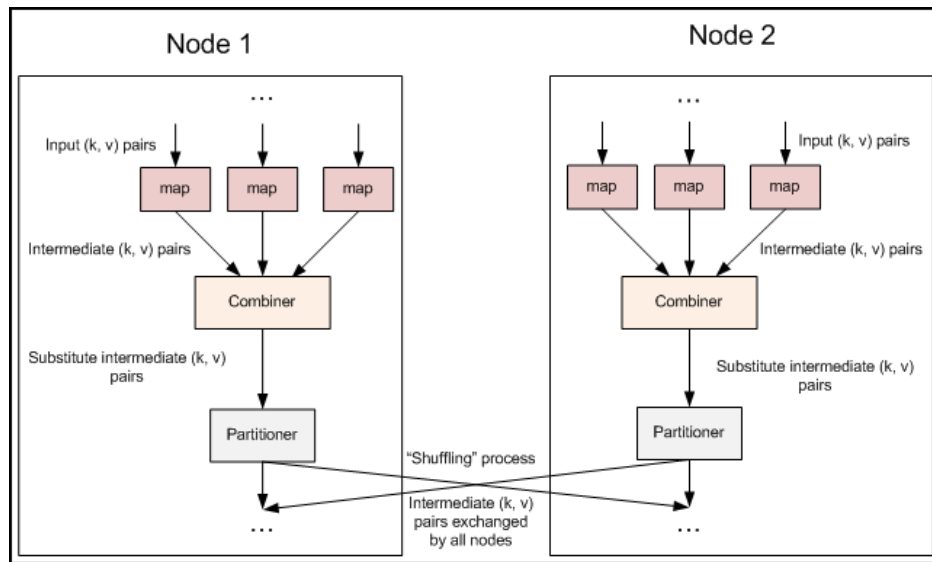 Node 1
Node 2
...
...
Input (k, v) pairs
Input (k, v) pairs
map
map
map
map
map
map
Intermediate (k, v) pairs
Intermediate (k, v) pairs
Combiner
Combiner
Substitute intermediate (k, v)
pairs
Substitute intermediate (k, v)
pairs
Partitioner
Partitioner
“Shuffling” process
Intermediate (k, v)
pairs exchanged
by all nodes
...
...